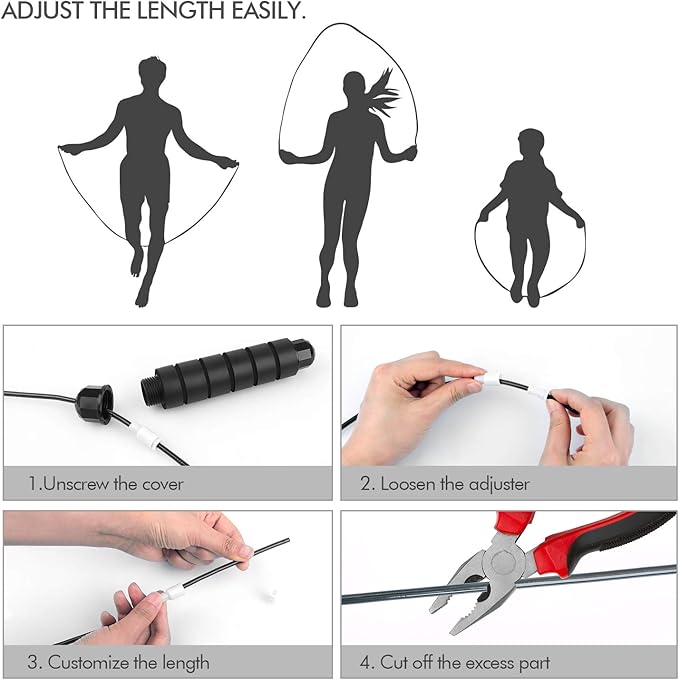 ADJUST THE LENGTH EASILY.
1.Unscrew the cover
2. Loosen the adjuster
3. Customize the length
4. Cut off the excess part